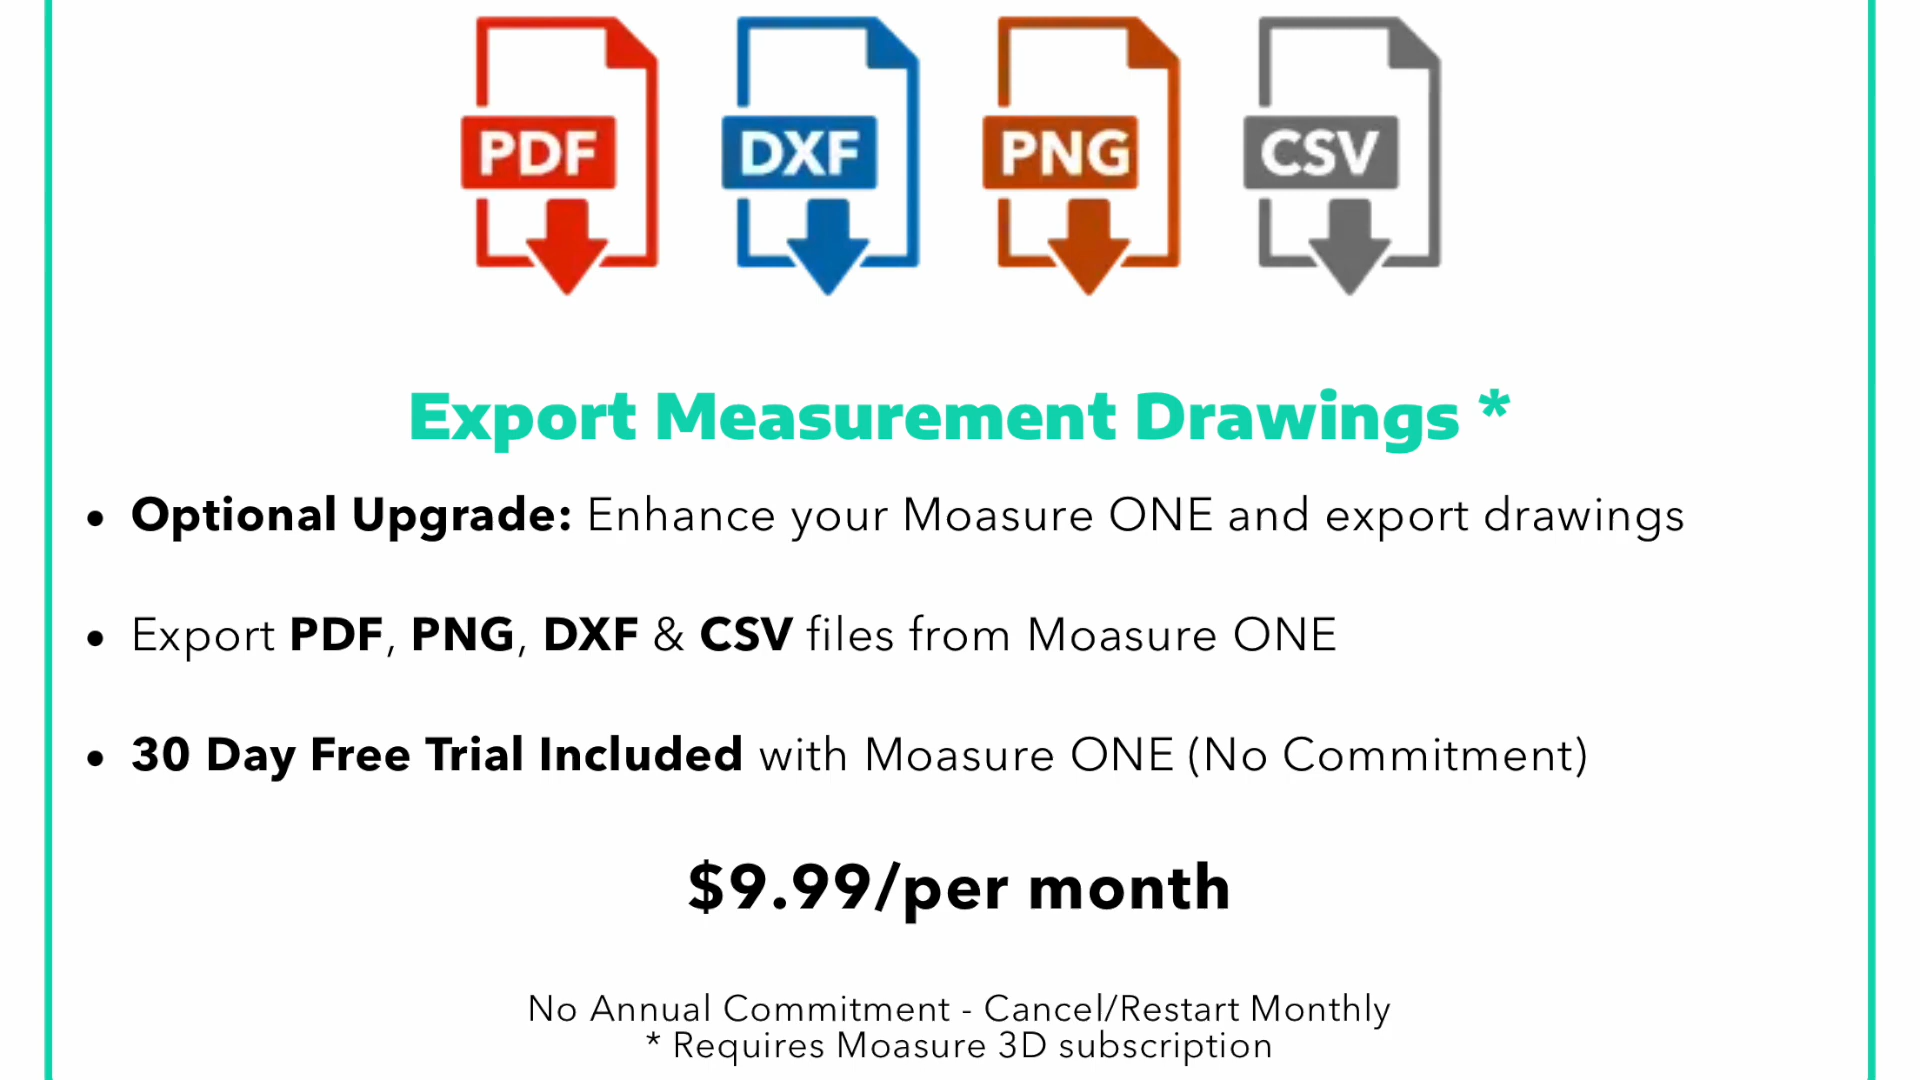 PDF DXF PNG CSV
Export Measurement Drawings *
• Optional Upgrade: Enhance your Moasure ONE and export drawings
• Export PDF, PNG, DXF & CSV files from Moasure ONE
• 30 Day Free Trial Included with Moasure ONE (No Commitment)
$9.99/per month
No Annual Commitment - Cancel/Restart Monthly
* Requires Moasure 3D subscription